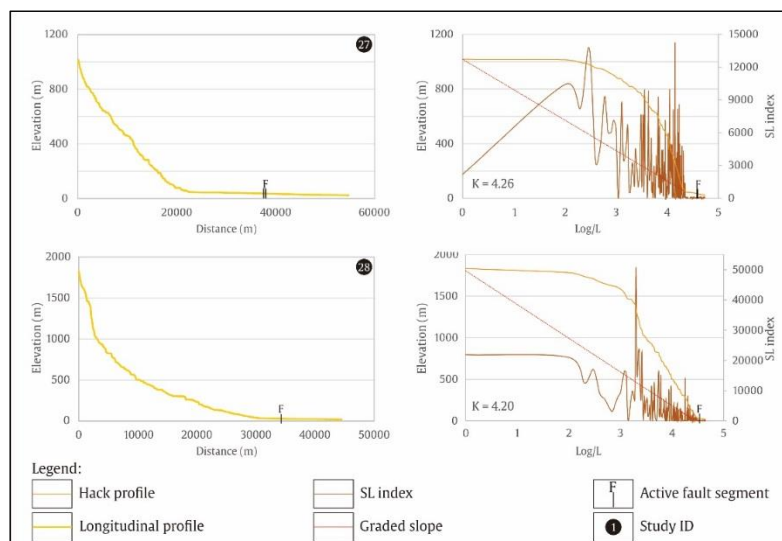 27
Elevation (m)
1200
800
400
0
F
0
20000
40000
60000
Distance (m)
Elevation (m)
1200
1000
800
600
400
200
0
K = 4.26
F
15000
12000
9000
6000
3000
0
SL index
0
1
2
3
4
5
Log/L
28
Elevation (m)
2000
1500
1000
500
0
F
0
10000
20000
30000
40000
50000
Distance (m)
Elevation (m)
2000
1500
1000
500
0
K = 4.20
F
50000
40000
30000
20000
10000
0
SL index
0
1
2
3
4
5
Log/L
Legend:
Hack profile
SL index
F
Active fault segment
Longitudinal profile
Graded slope
1
Study ID